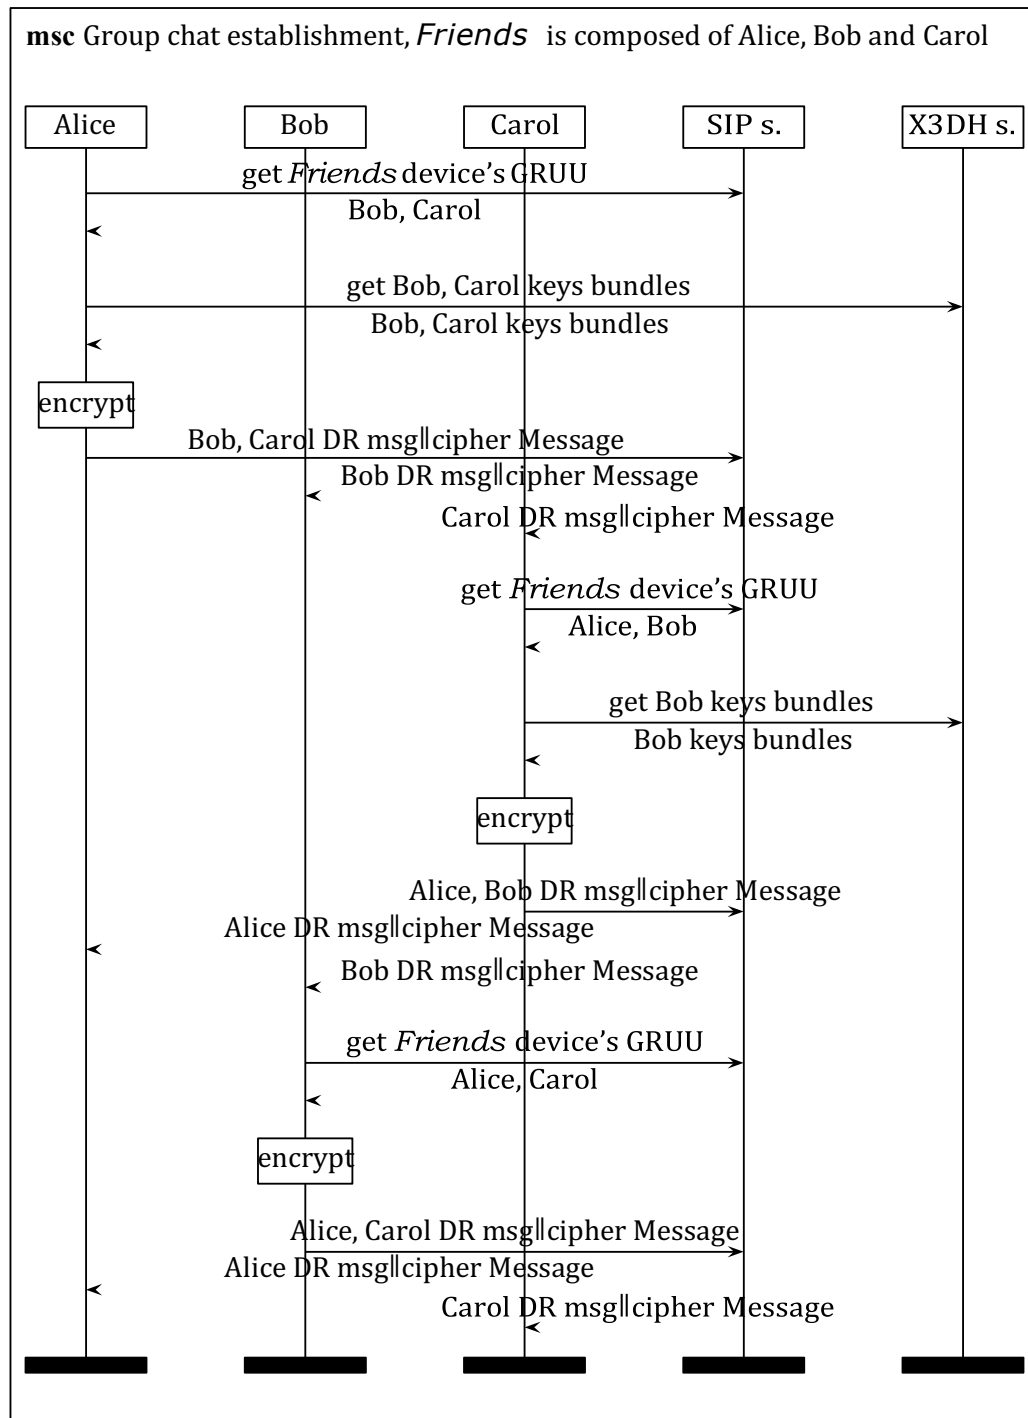 msc Group chat establishment, Friends is composed of Alice, Bob and Carol
Alice Bob Carol SIP s. X3DH s.
get Friends device’s GRUU
Bob, Carol
get Bob, Carol keys bundles
Bob, Carol keys bundles
encrypt
Bob, Carol DR msg||cipher Message
Bob DR msg||cipher Message
Carol DR msg||cipher Message
get Friends device’s GRUU
Alice, Bob
get Bob keys bundles
Bob keys bundles
encrypt
Alice, Bob DR msg||cipher Message
Alice DR msg||cipher Message
Bob DR msg||cipher Message
get Friends device’s GRUU
Alice, Carol
encrypt
Alice, Carol DR msg||cipher Message
Alice DR msg||cipher Message
Carol DR msg||cipher Message